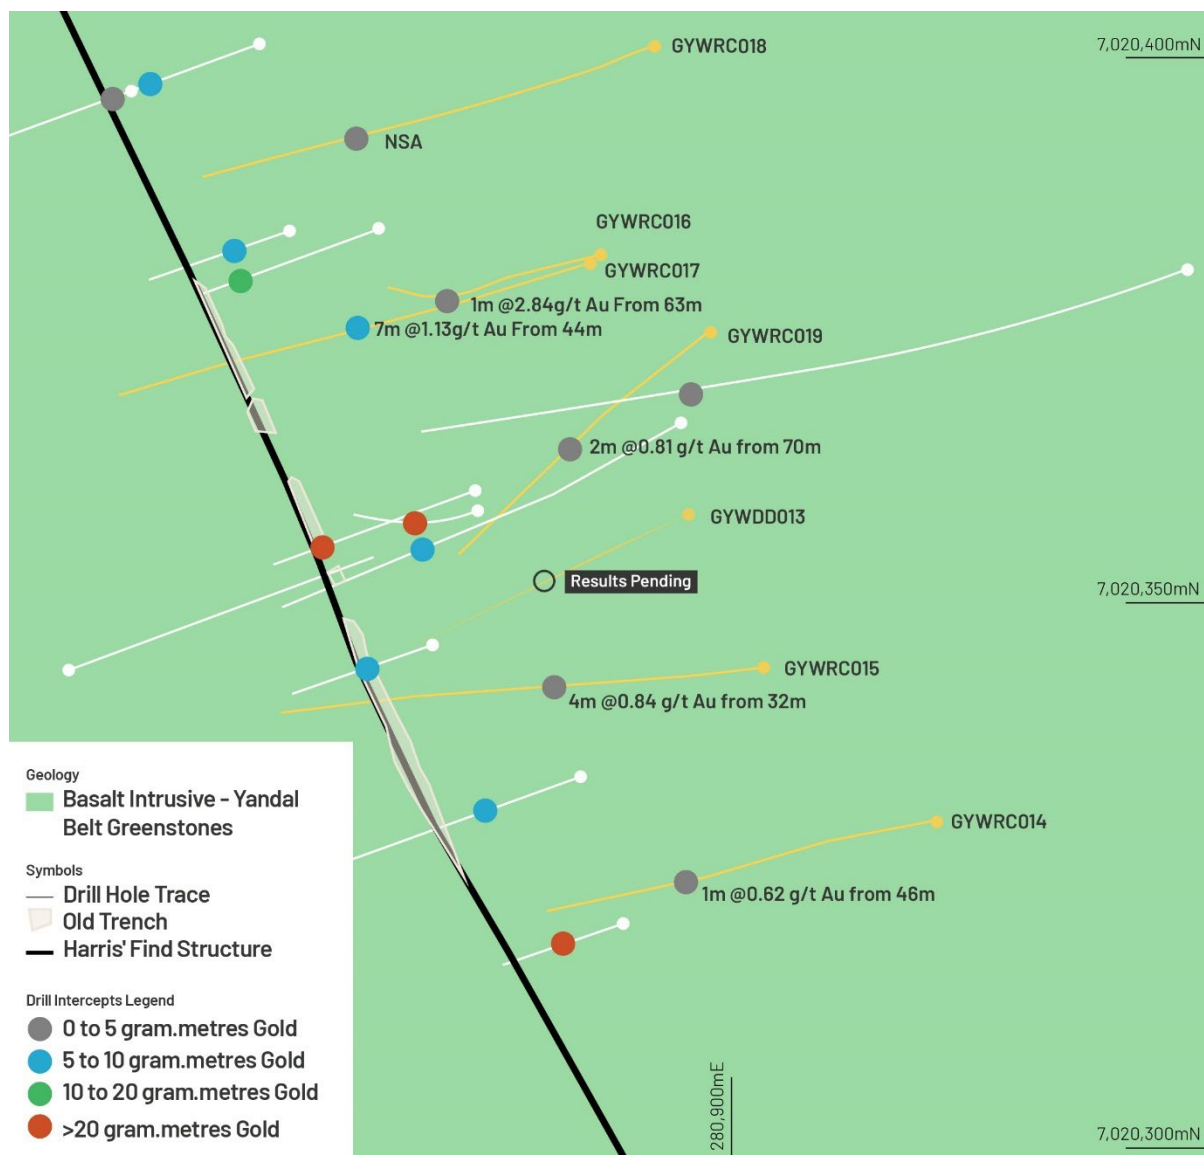 GYWRC018
7,020,400mN
NSA
GYWRC016
GYWRC017
1m @2.84g/t Au From 63m
7m @1.13g/t Au From 44m
GYWRC019
2m @0.81 g/t Au from 70m
GYWDD013
Results Pending
7,020,350mN
GYWRC015
4m @0.84 g/t Au from 32m
GYWRC014
1m @0.62 g/t Au from 46m
Geology
Basalt Intrusive - Yandal
Belt Greenstones
Symbols
Drill Hole Trace
Old Trench
Harris' Find Structure
Drill Intercepts Legend
0 to 5 gram.metres Gold
5 to 10 gram.metres Gold
10 to 20 gram.metres Gold
>20 gram.metres Gold
280,900mE
7,020,300mN